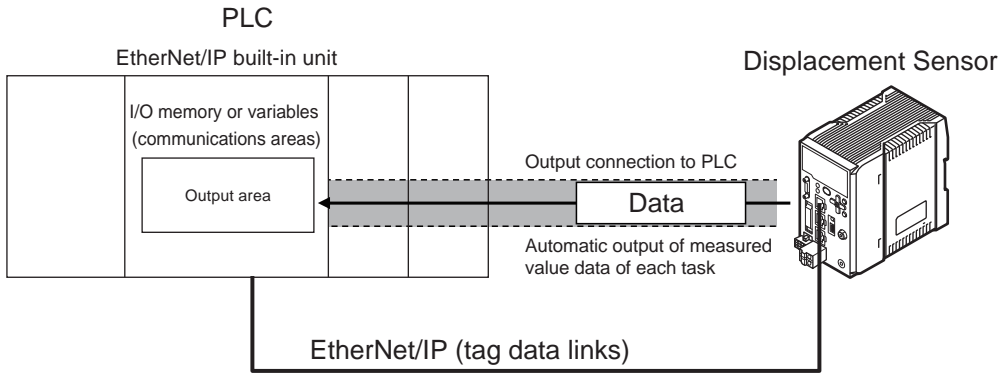 PLC
EtherNet/IP built-in unit
Displacement Sensor
I/O memory or variables
(communications areas)
Output area
Output connection to PLC
Data
Automatic output of measured
value data of each task
EtherNet/IP (tag data links)